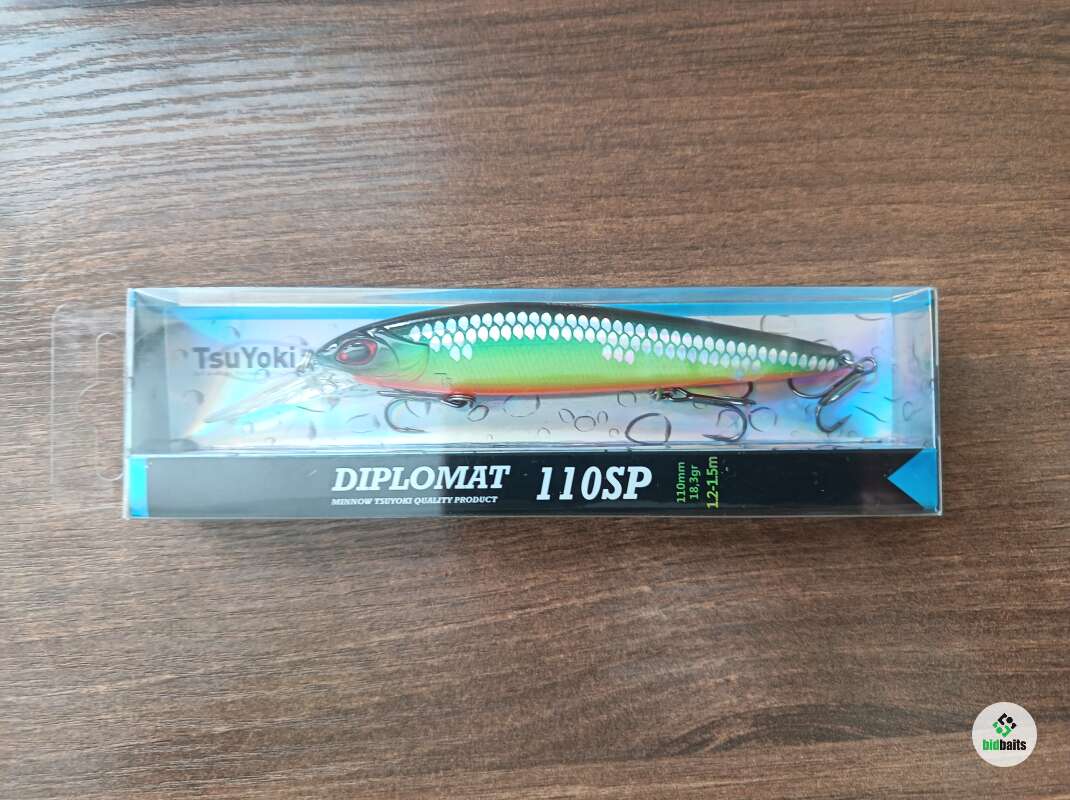 TsuYoki
DIPLOMAT
MINNOW TSUYOKI QUALITY PRODUCT
110SP
110mm
18,3gr
1.2-1.5m
bidbaits